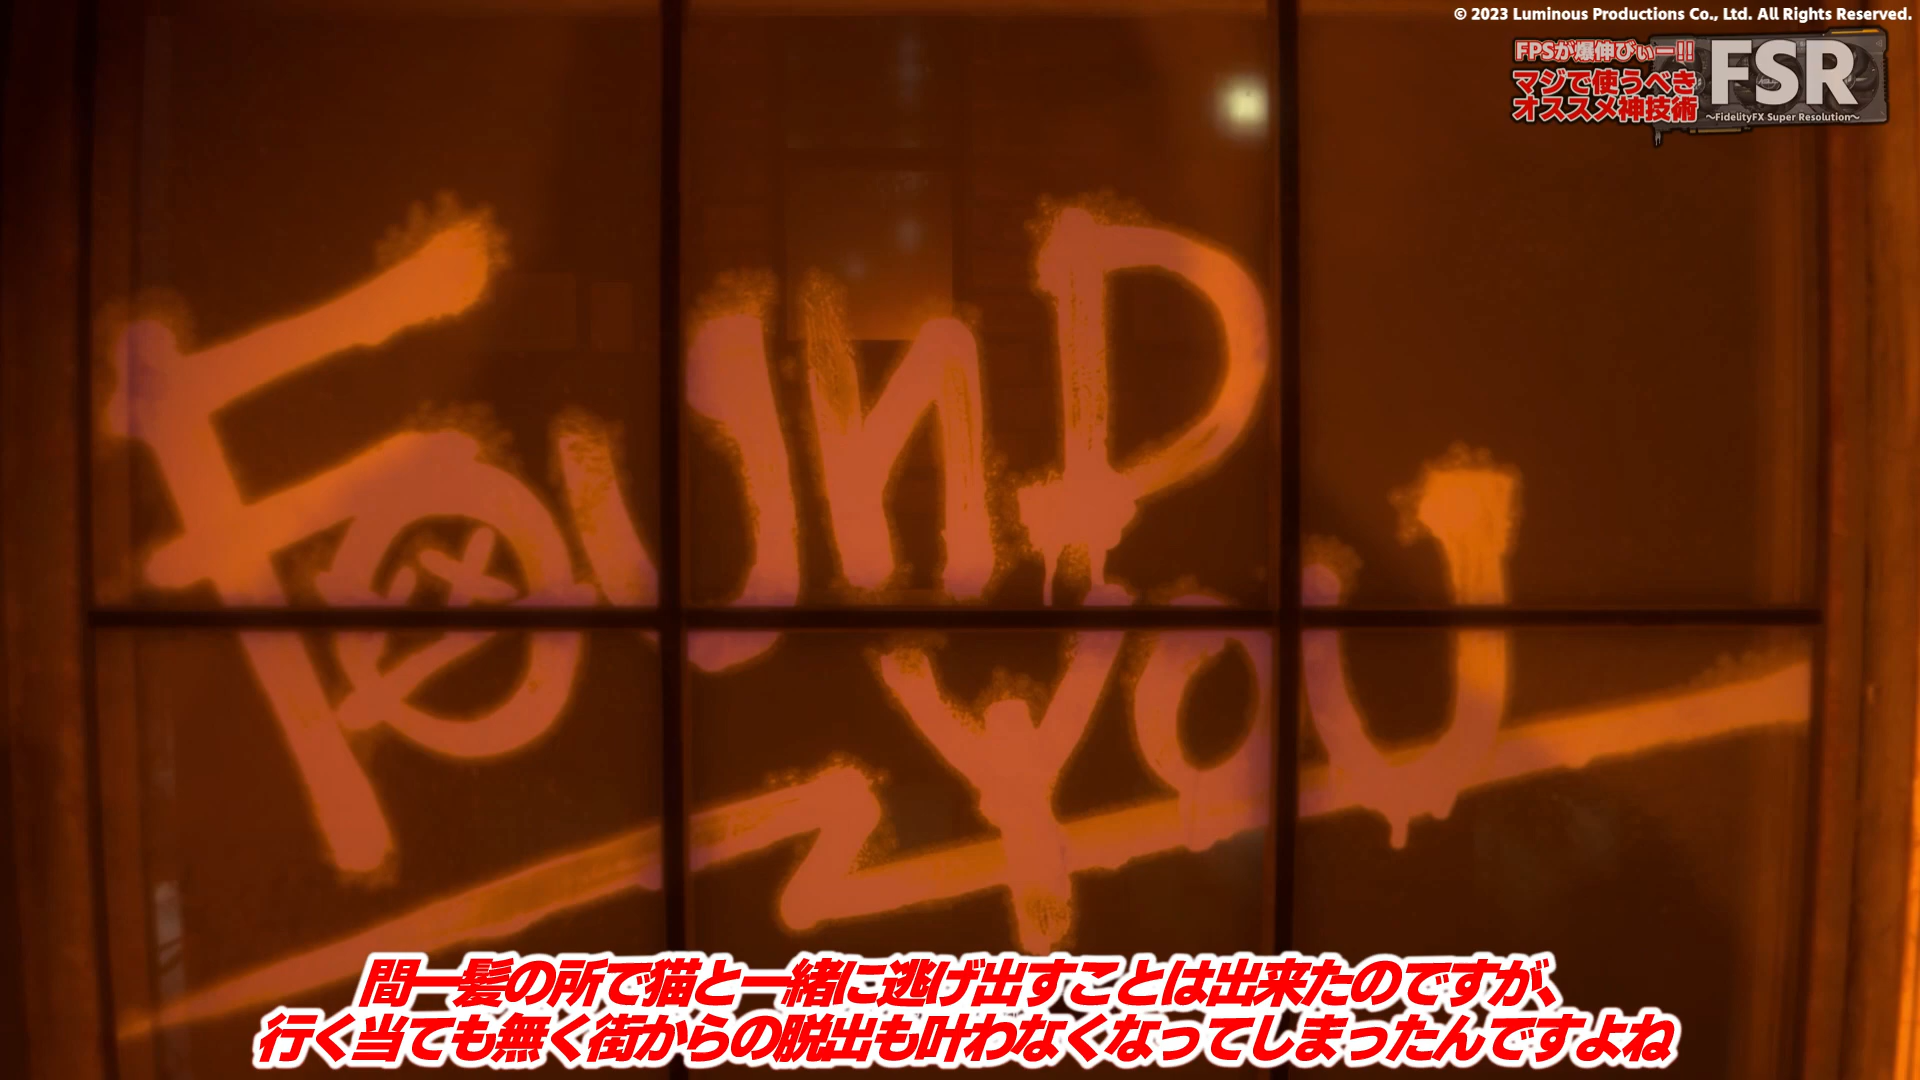 © 2023 Luminous Productions Co., Ltd. All Rights Reserved.
FPSが爆伸びぃー!!
マジで使うべき
オススメ神技術
FSR
～FidelityFX Super Resolution～
FOUnD
YOU
間一髪の所で猫と一緒に逃げ出すことは出来たのですが、
行く当ても無く街からの脱出も叶わなくなってしまったんですよね